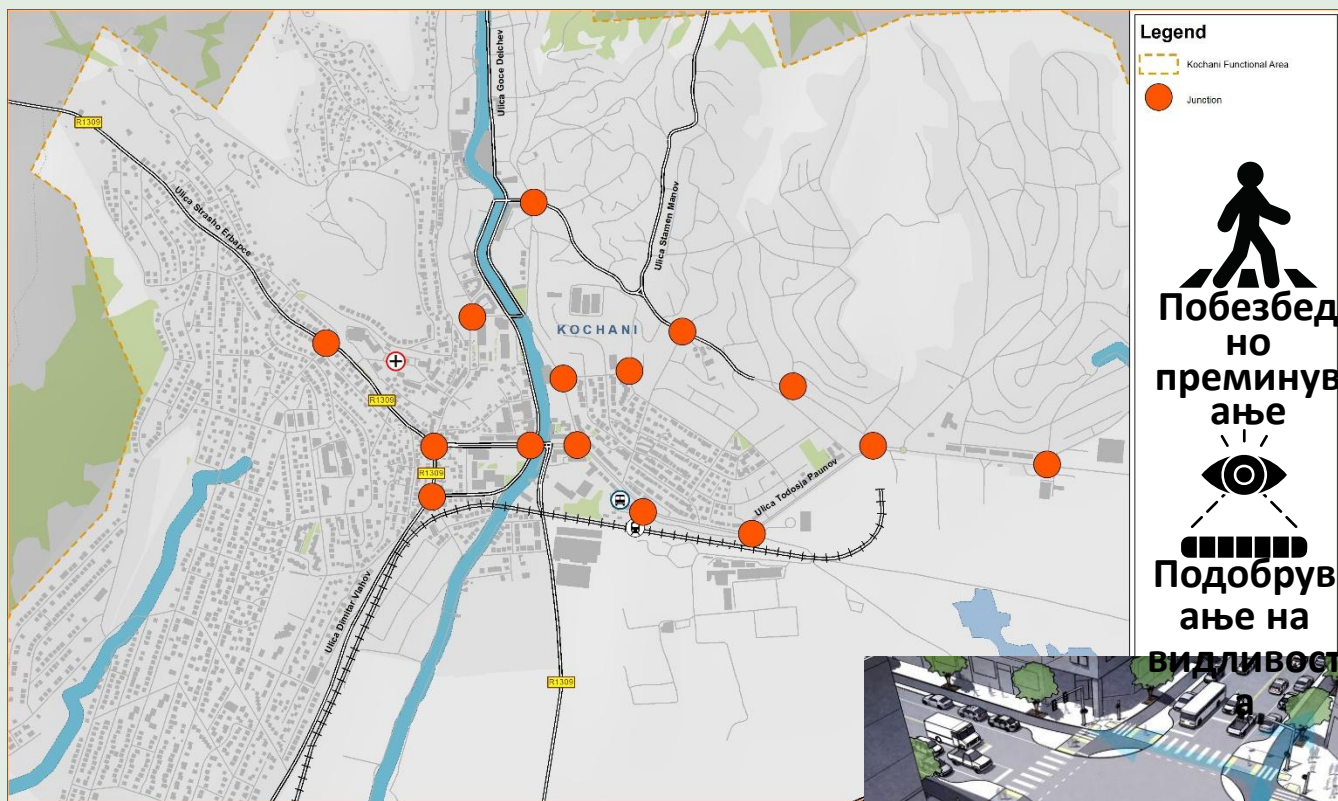 Legend
Kochani Functional Area
Junction
R1309
Ulica Goce Delchev
Ulica Strasho Erbapce
Ulica Stamen Manov
KOCHANI
R1309
R1309
Ulica Todosja Paunov
Ulica Dimitar Vlahov
R1309
Побезбед
но
преминув
ање
Подобрув
ање на
видливост
а